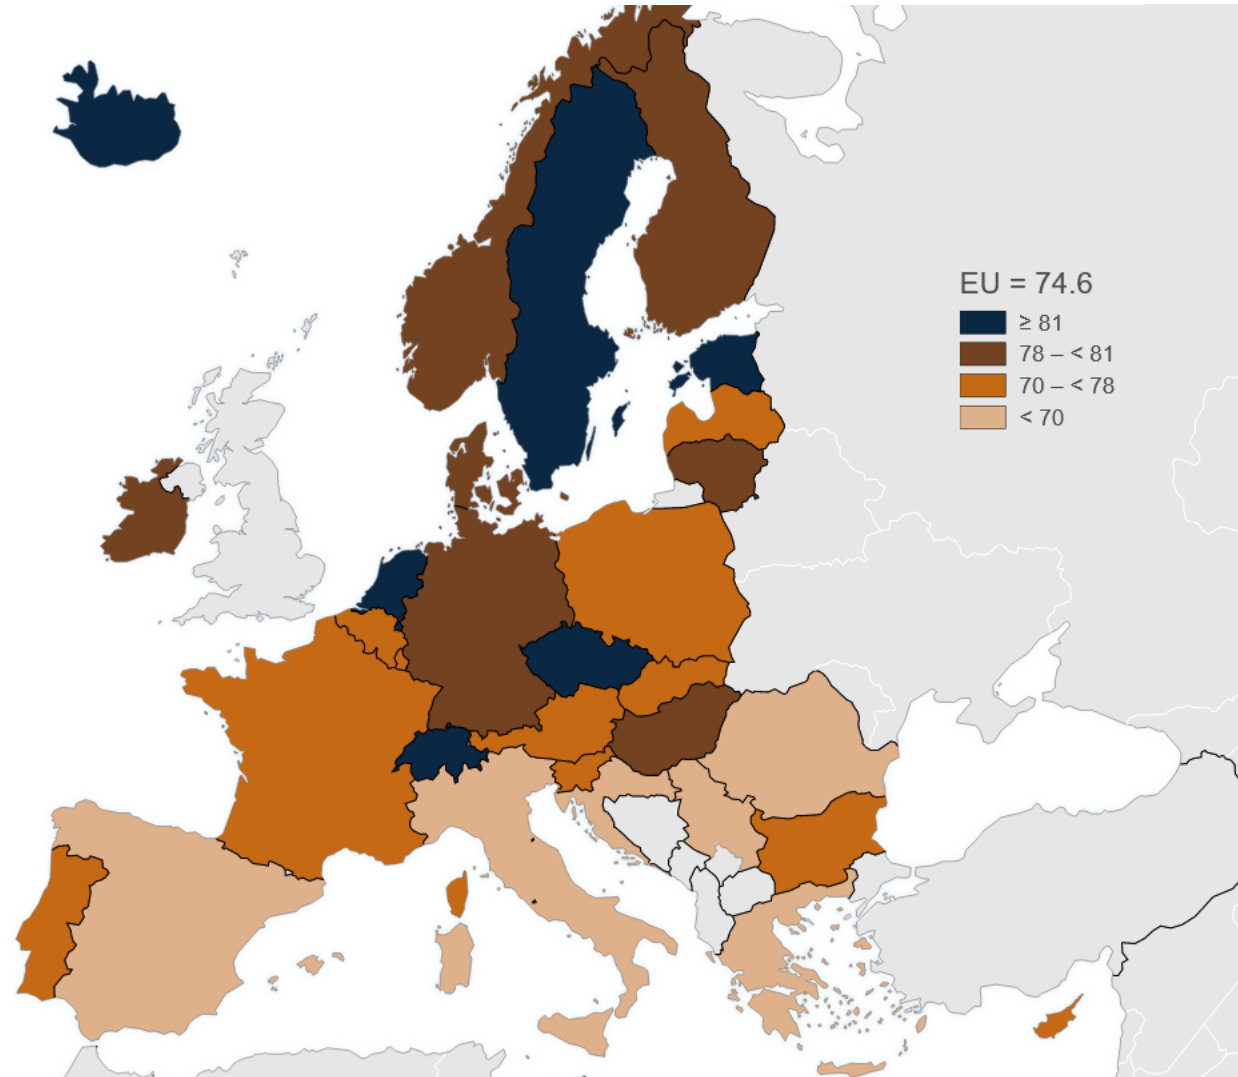 EU = 74.6
≥ 81
78 – < 81
70 – < 78
< 70